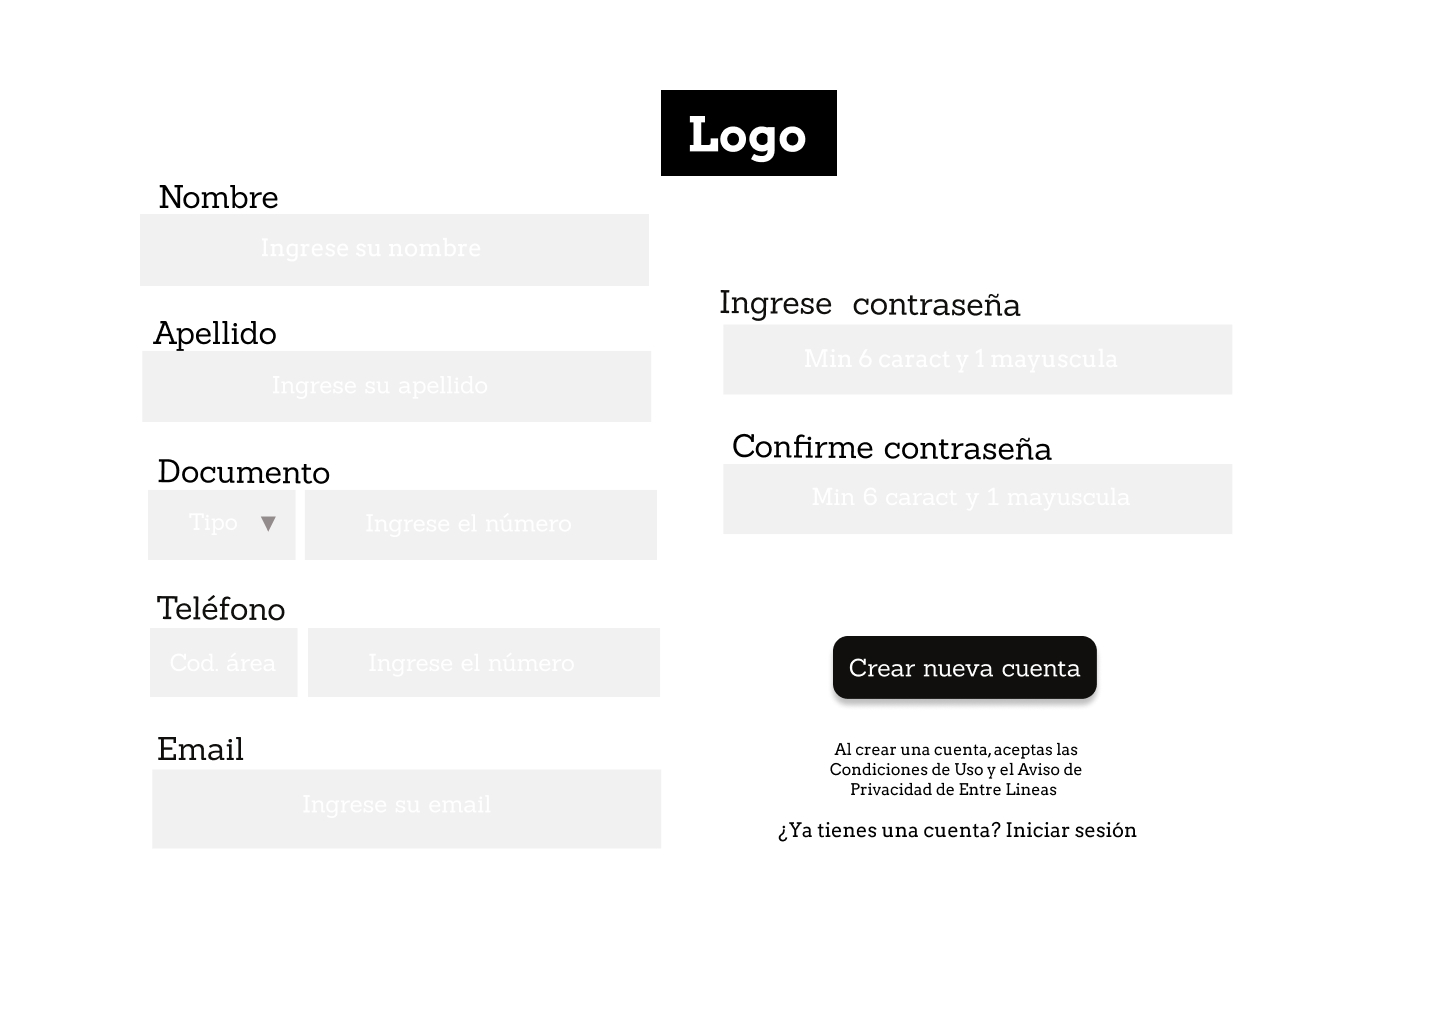 Logo
Nombre
Ingrese su nombre
Apellido
Ingrese su apellido
Documento
Tipo ▼ Ingrese el número
Teléfono
Cod. área Ingrese el número
Email
Ingrese su email
Ingrese contraseña
Min 6 caract y 1 mayuscula
Confirme contraseña
Min 6 caract y 1 mayuscula
Crear nueva cuenta
Al crear una cuenta, aceptas las
Condiciones de Uso y el Aviso de
Privacidad de Entre Lineas
¿Ya tienes una cuenta? Iniciar sesión